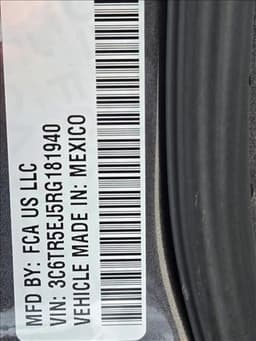 MFD BY: FCA US LLC
VIN: 3C6TR5EJ5RG181940
VEHICLE MADE IN: MEXICO